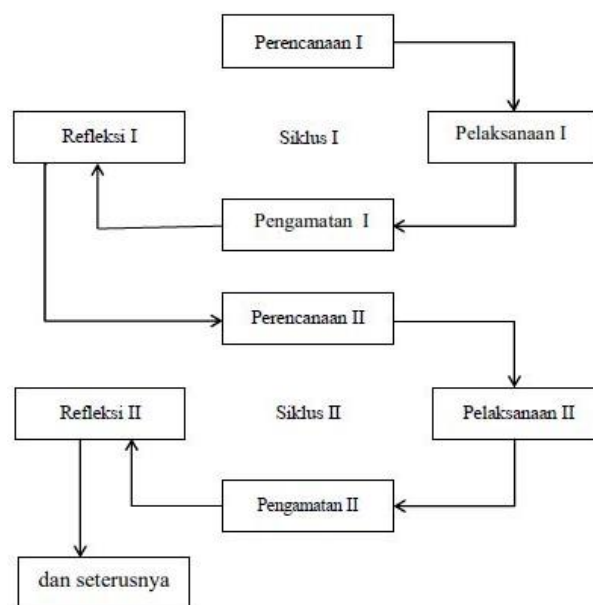 Perencanaan I
Refleksi I
Siklus I
Pelaksanaan I
Pengamatan I
Perencanaan II
Refleksi II
Siklus II
Pelaksanaan II
Pengamatan II
dan seterusnya